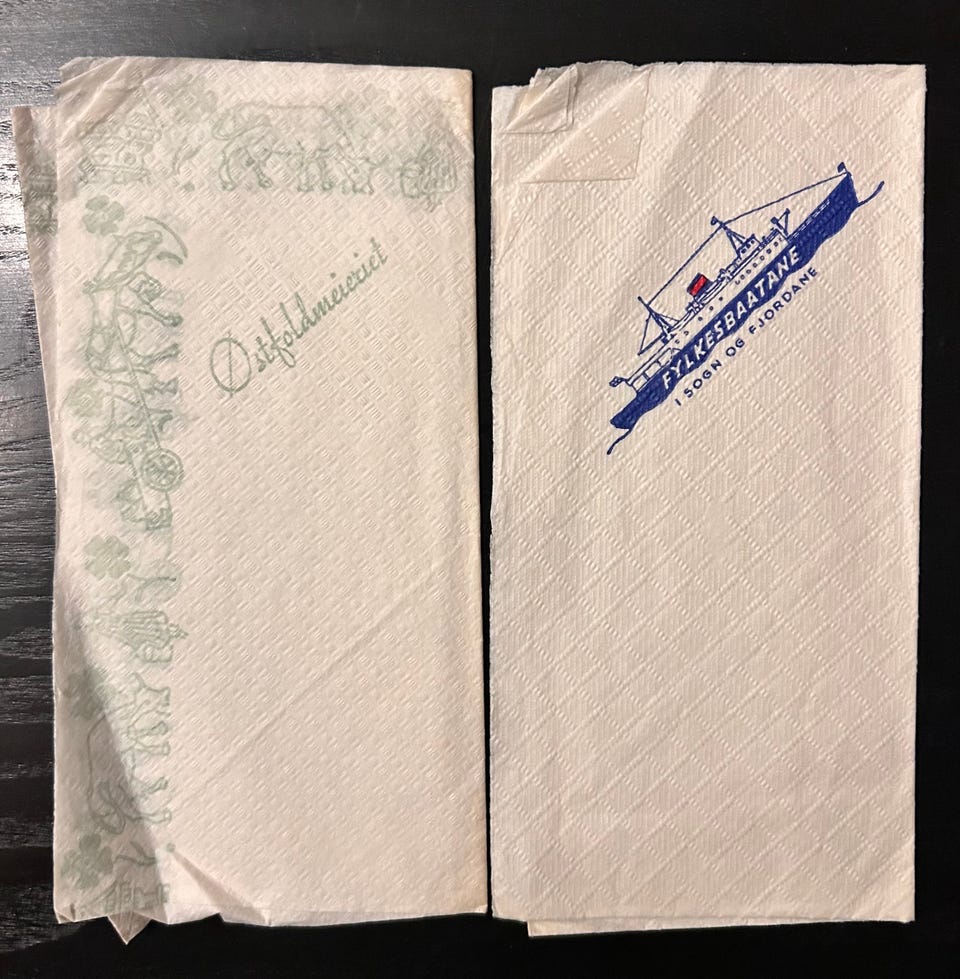 Østfoldmeieriet
FYLKESBAATANE
I SOGN OG FJORDANE